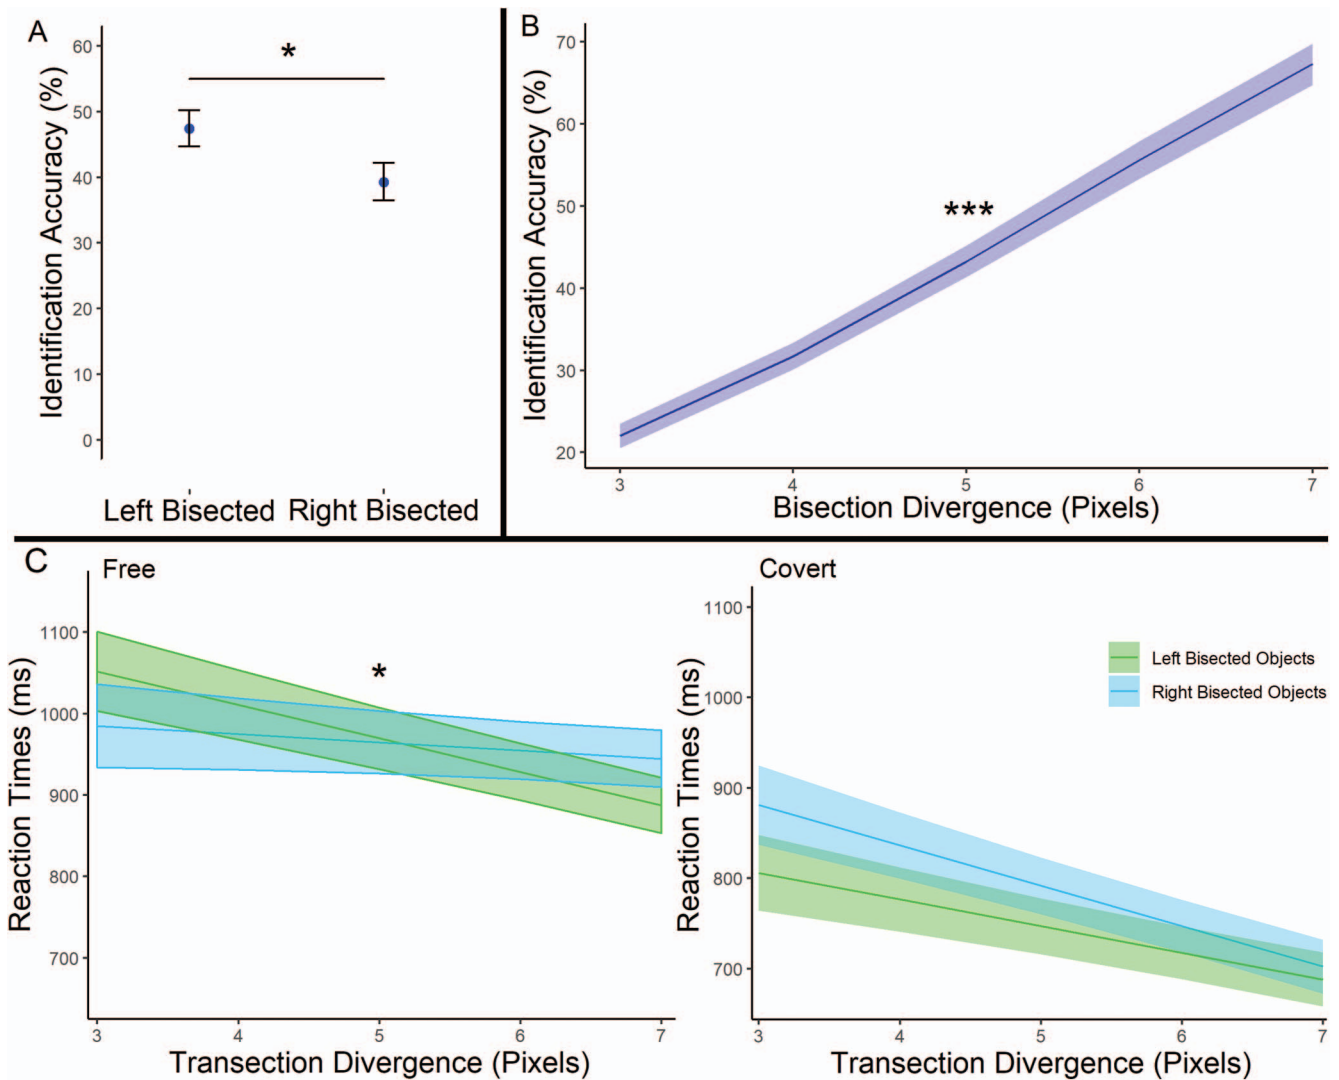 A
Identification Accuracy (%)
60
50
40
30
20
10
0
*
Left Bisected
Right Bisected
B
Identification Accuracy (%)
70
60
50
40
30
20
***
3
4
5
6
7
Bisection Divergence (Pixels)
C
Free
Reaction Times (ms)
1100
1000
900
800
700
*
3
4
5
6
7
Transection Divergence (Pixels)
Covert
Reaction Times (ms)
1100
1000
900
800
700
Left Bisected Objects
Right Bisected Objects
3
4
5
6
7
Transection Divergence (Pixels)